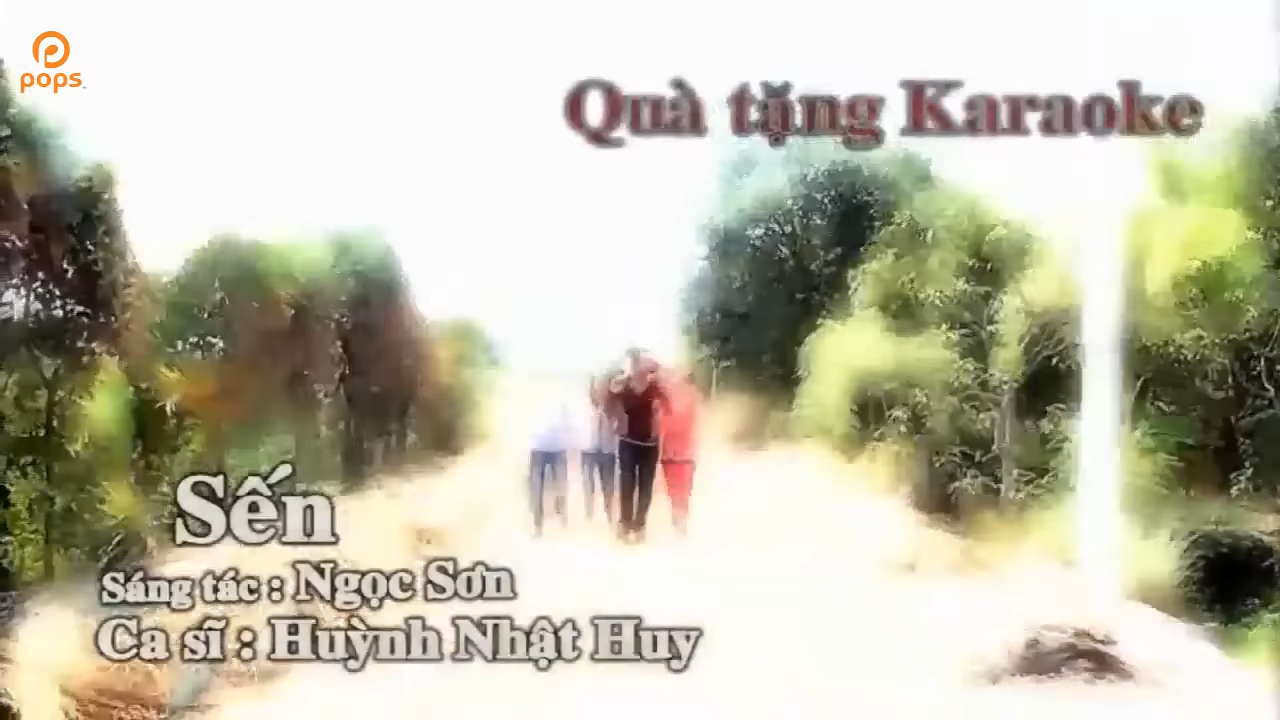 pops
Quà tặng Karaoke
Sến
Sáng tác : Ngọc Sơn
Ca sĩ : Huỳnh Nhật Huy